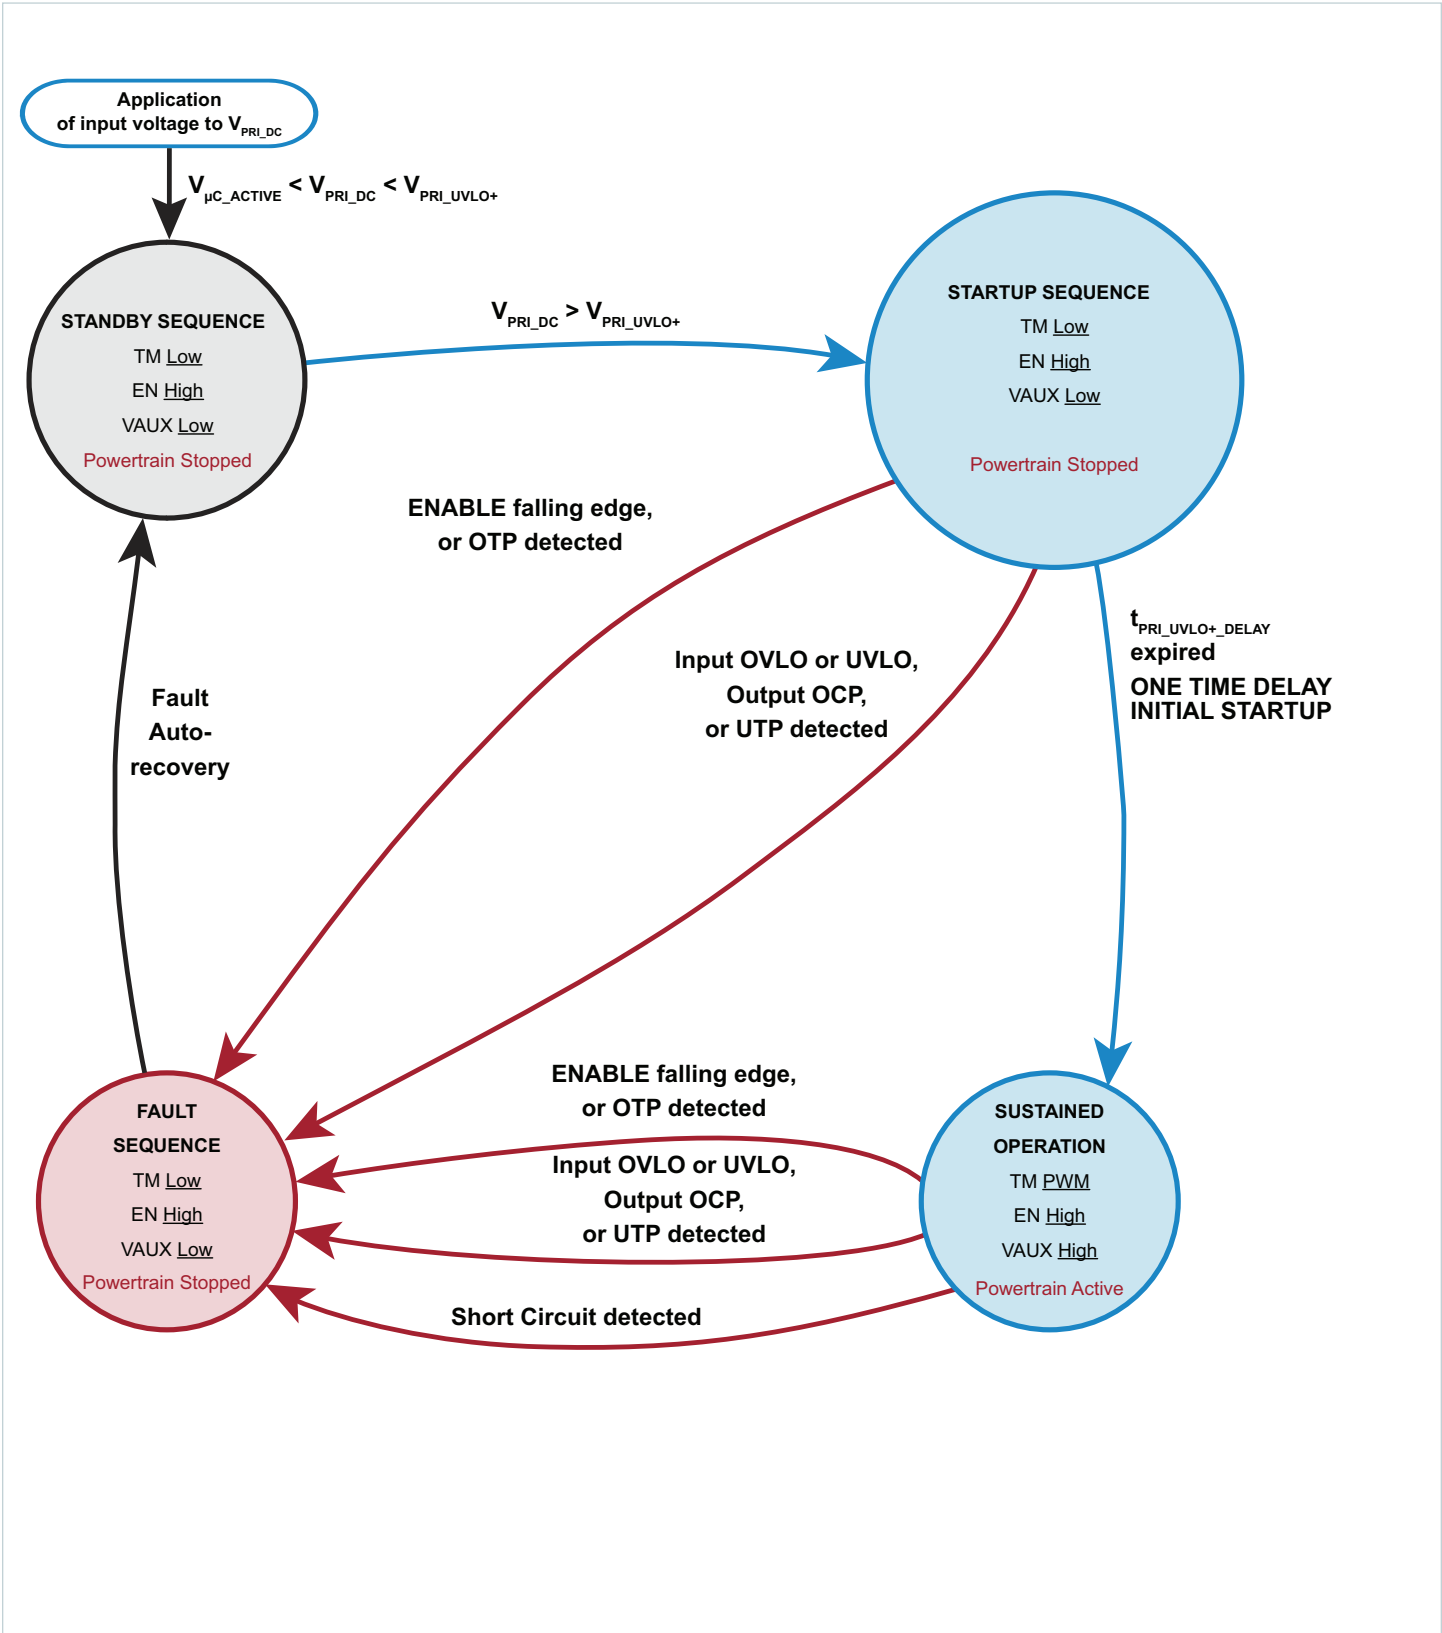 Application
of input voltage to VPRI_DC
VµC_ACTIVE < VPRI_DC < VPRI_UVLO+
STANDBY SEQUENCE
TM Low
EN High
VAUX Low
Powertrain Stopped
VPRI_DC > VPRI_UVLO+
STARTUP SEQUENCE
TM Low
EN High
VAUX Low
Powertrain Stopped
ENABLE falling edge,
or OTP detected
Input OVLO or UVLO,
Output OCP,
or UTP detected
tPRI_UVLO+_DELAY
expired
ONE TIME DELAY
INITIAL STARTUP
Fault
Auto-
recovery
FAULT
SEQUENCE
TM Low
EN High
VAUX Low
Powertrain Stopped
ENABLE falling edge,
or OTP detected
Input OVLO or UVLO,
Output OCP,
or UTP detected
Short Circuit detected
SUSTAINED
OPERATION
TM PWM
EN High
VAUX High
Powertrain Active